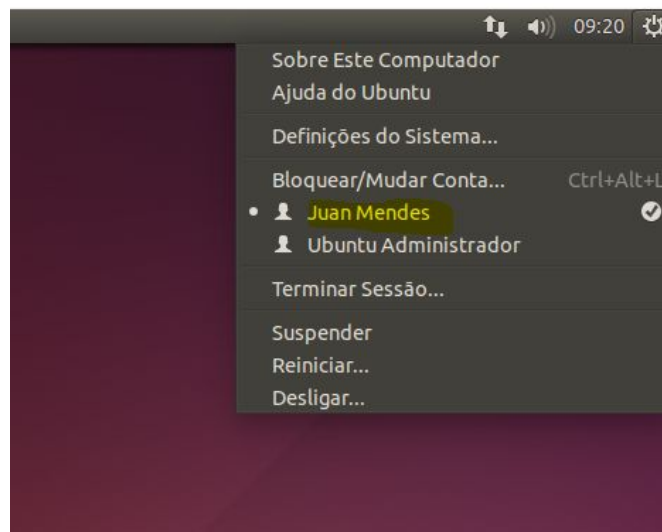 09:20
Sobre Este Computador
Ajuda do Ubuntu
Definições do Sistema...
Bloquear/Mudar Conta... Ctrl+Alt+L
Juan Mendes
Ubuntu Administrador
Terminar Sessão...
Suspender
Reiniciar...
Desligar...